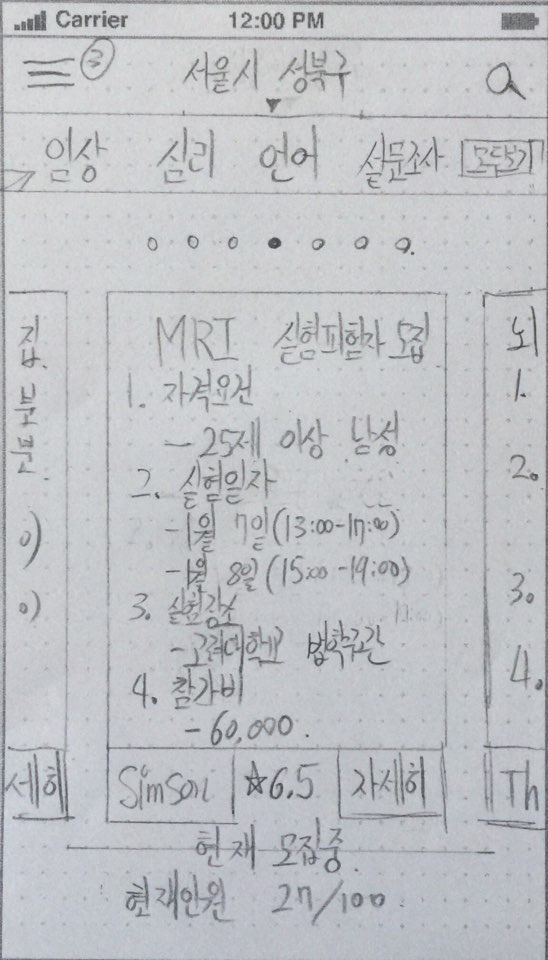 Carrier 12:00 PM
3
서울시 성북구
임상 심리 언어 설문조사 모두보기
MRI 실험피험자 모집
1. 자격요건
- 25세 이상 남성
2. 실험일자
- 1월 7일 (13:00-17:00)
- 1월 8일 (15:00-19:00)
3. 실험장소
- 고려대학교 법학구관
4. 참가비
- 60,000.
뇌
1.
2.
3.
4.
세히
Simson ☆6.5 자세히
Th
현재 모집중
현재인원 27/100